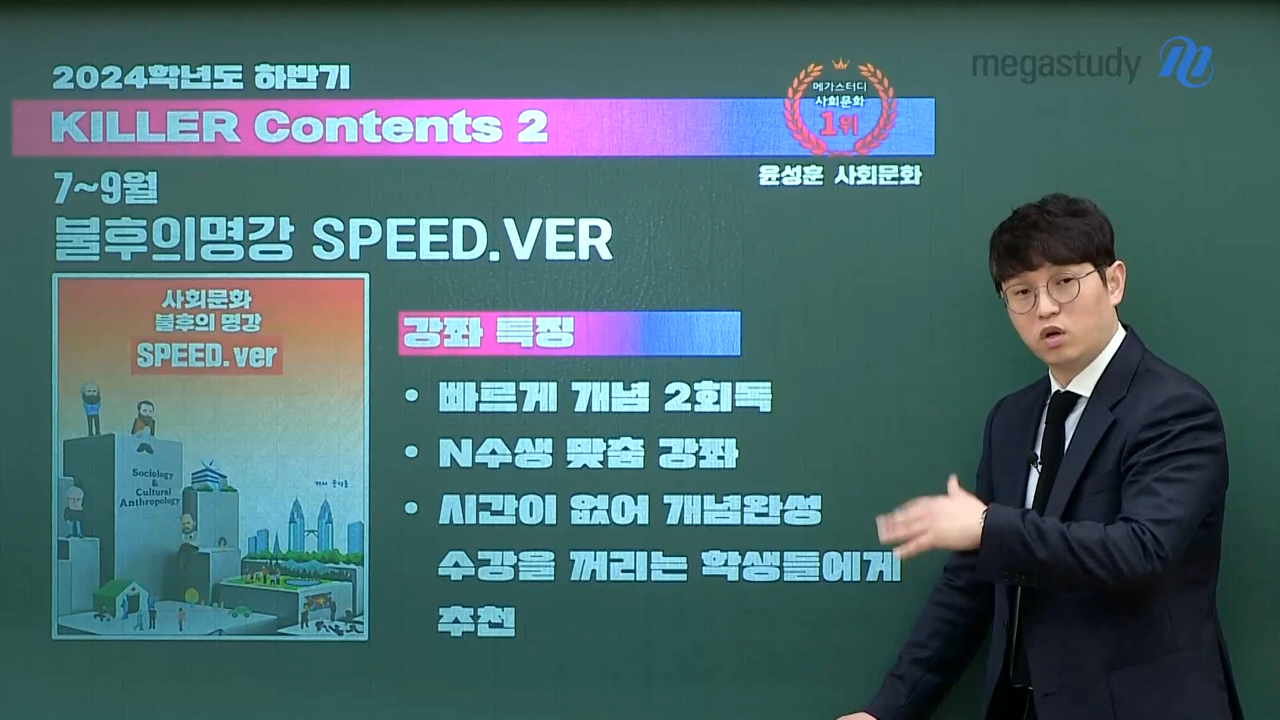 2024학년도 하반기
KILLER Contents 2
megastudy
메가스터디
사회문화
1위
윤성훈 사회문화
7~9월
불후의명강 SPEED.VER
사회문화
불후의 명강
SPEED. ver
Sociology
&
Cultural
Anthropology
강좌 특징
• 빠르게 개념 2회독
• N수생 맞춤 강좌
• 시간이 없어 개념완성
수강을 꺼리는 학생들에게
추천